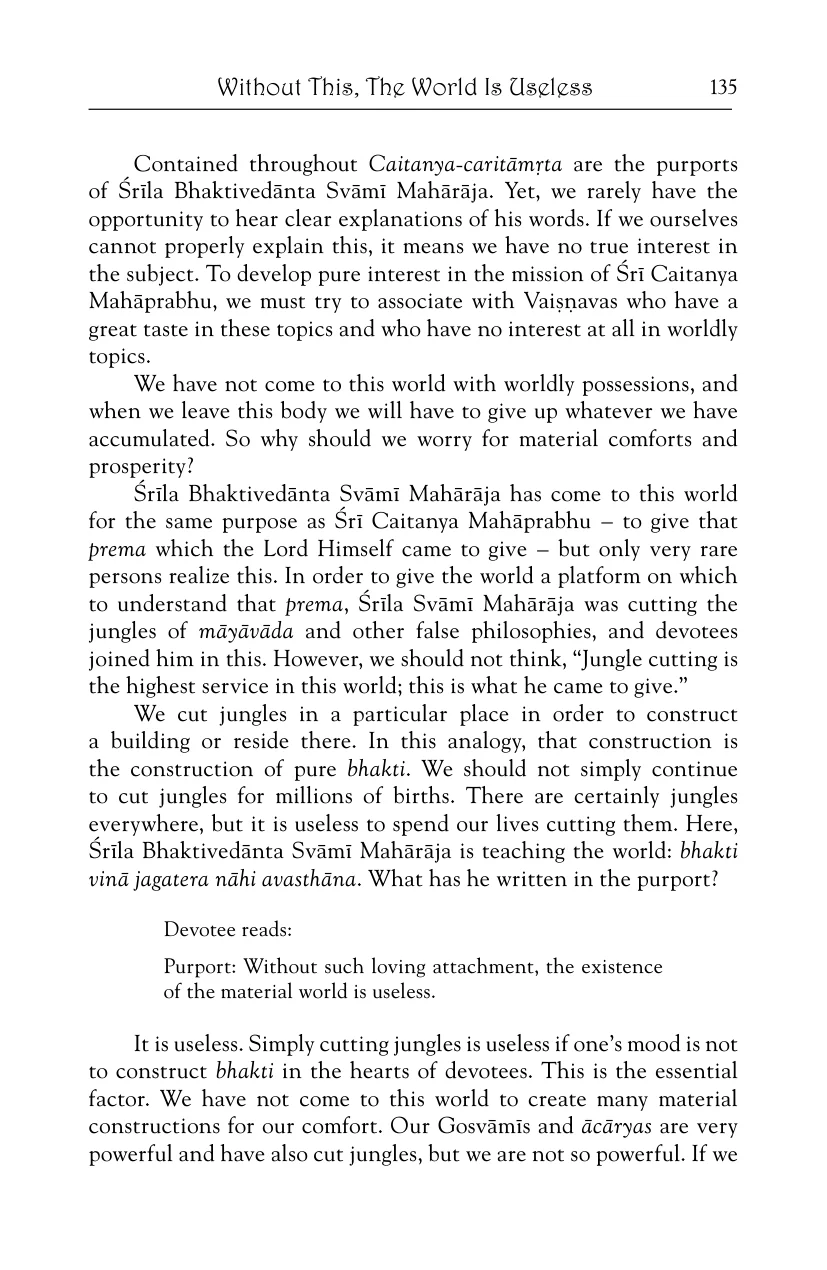 Without This, The World Is Useless 135
Contained throughout Caitanya-caritāmṛta are the purports
of Śrīla Bhaktivedānta Svāmī Mahārāja. Yet, we rarely have the
opportunity to hear clear explanations of his words. If we ourselves
cannot properly explain this, it means we have no true interest in
the subject. To develop pure interest in the mission of Śrī Caitanya
Mahāprabhu, we must try to associate with Vaiṣṇavas who have a
great taste in these topics and who have no interest at all in worldly
topics.
We have not come to this world with worldly possessions, and
when we leave this body we will have to give up whatever we have
accumulated. So why should we worry for material comforts and
prosperity?
Śrīla Bhaktivedānta Svāmī Mahārāja has come to this world
for the same purpose as Śrī Caitanya Mahāprabhu – to give that
prema which the Lord Himself came to give – but only very rare
persons realize this. In order to give the world a platform on which
to understand that prema, Śrīla Svāmī Mahārāja was cutting the
jungles of māyāvāda and other false philosophies, and devotees
joined him in this. However, we should not think, “Jungle cutting is
the highest service in this world; this is what he came to give.”
We cut jungles in a particular place in order to construct
a building or reside there. In this analogy, that construction is
the construction of pure bhakti. We should not simply continue
to cut jungles for millions of births. There are certainly jungles
everywhere, but it is useless to spend our lives cutting them. Here,
Śrīla Bhaktivedānta Svāmī Mahārāja is teaching the world: bhakti
vinā jagatera nāhi avasthāna. What has he written in the purport?
Devotee reads:
Purport: Without such loving attachment, the existence
of the material world is useless.
It is useless. Simply cutting jungles is useless if one’s mood is not
to construct bhakti in the hearts of devotees. This is the essential
factor. We have not come to this world to create many material
constructions for our comfort. Our Gosvāmīs and ācāryas are very
powerful and have also cut jungles, but we are not so powerful. If we